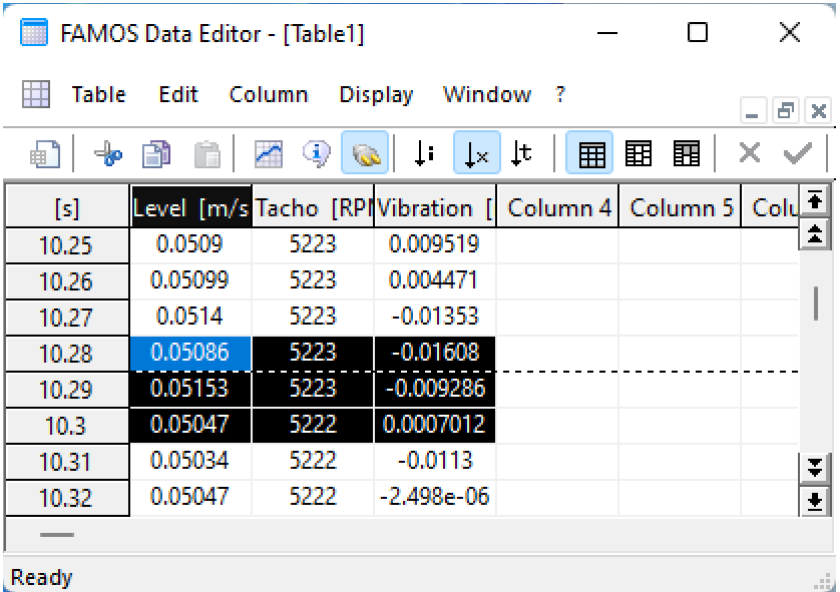 FAMOS Data Editor - [Table1]
Table Edit Column Display Window ?
[s] Level [m/s Tacho [RPI Vibration [ Column 4 Column 5 Colu
10.25 0.0509 5223 0.009519
10.26 0.05099 5223 0.004471
10.27 0.0514 5223 -0.01353
10.28 0.05086 5223 -0.01608
10.29 0.05153 5223 -0.009286
10.3 0.05047 5222 0.0007012
10.31 0.05034 5222 -0.0113
10.32 0.05047 5222 -2.498e-06
Ready